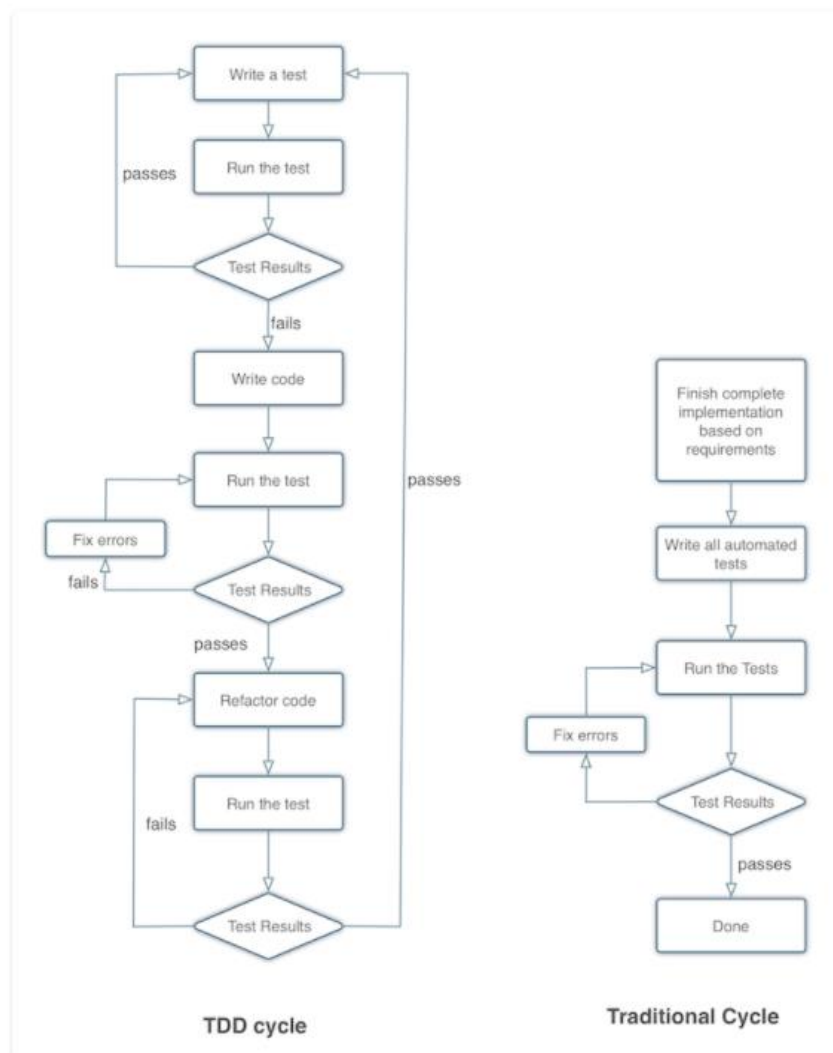 Write a test
Run the test
passes
Test Results
fails
Write code
Run the test
passes
Fix errors
fails
Test Results
passes
Refactor code
Run the test
fails
Test Results
TDD cycle
Finish complete
implementation
based on
requirements
Write all automated
tests
Run the Tests
Fix errors
Test Results
passes
Done
Traditional Cycle